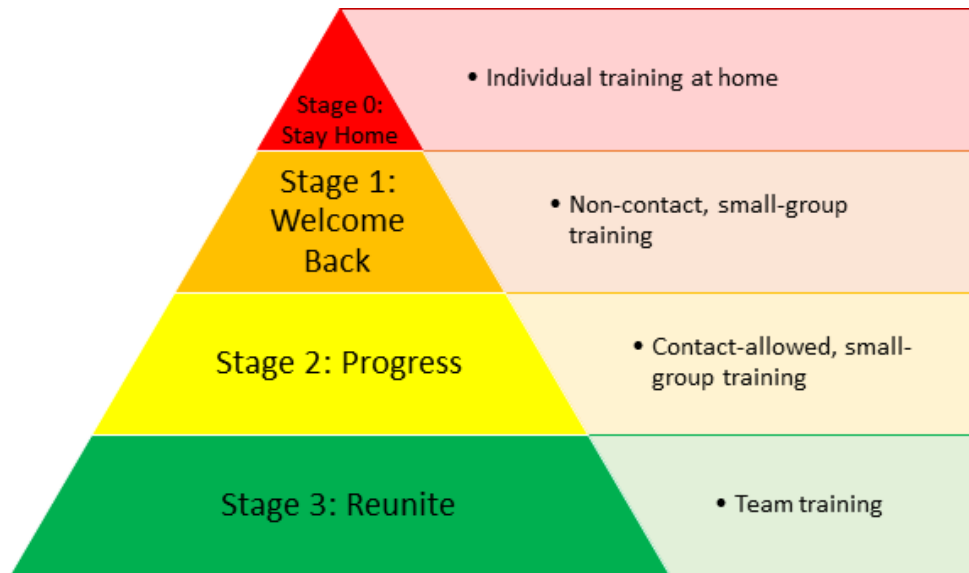 Stage 0:
Stay Home
• Individual training at home
Stage 1:
Welcome
Back
• Non-contact, small-group
training
Stage 2: Progress
• Contact-allowed, small-
group training
Stage 3: Reunite
• Team training